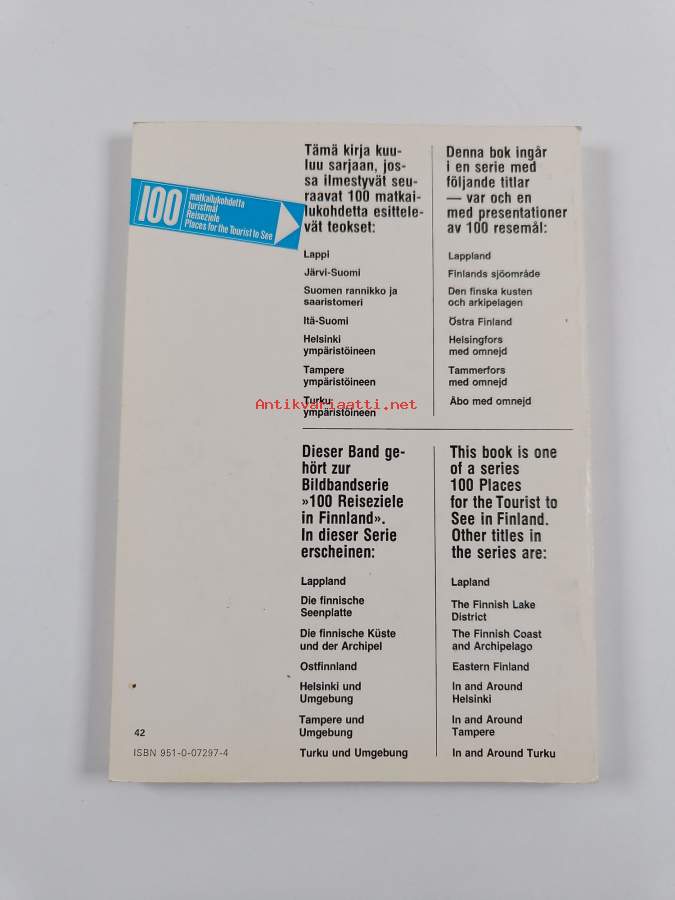 100
matkailukohdetta
turistmål
Reiseziele
Places for the Tourist to See
Tämä kirja kuu-
luu sarjaan, jos-
sa ilmestyvät seu-
raavat 100 matkai-
lukohdetta esittele-
vät teokset:
Lappi
Järvi-Suomi
Suomen rannikko ja
saaristomeri
Itä-Suomi
Helsinki
ympäristöineen
Tampere
ympäristöineen
Turku
ympäristöineen
Denna bok ingår
i en serie med
följande titlar
— var och en
med presentationer
av 100 resemål:
Lappland
Finlands sjöområde
Den finska kusten
och arkipelagen
Östra Finland
Helsingfors
med omnejd
Tammerfors
med omnejd
Åbo med omnejd
Antikvariaatti.net
Dieser Band ge-
hört zur
Bildbandserie
»100 Reiseziele
in Finnland».
In dieser Serie
erscheinen:
Lappland
Die finnische
Seenplatte
Die finnische Küste
und der Archipel
Ostfinnland
Helsinki und
Umgebung
Tampere und
Umgebung
Turku und Umgebung
This book is one
of a series
100 Places
for the Tourist to
See in Finland.
Other titles in
the series are:
Lapland
The Finnish Lake
District
The Finnish Coast
and Archipelago
Eastern Finland
In and Around
Helsinki
In and Around
Tampere
In and Around Turku
42
ISBN 951-0-07297-4